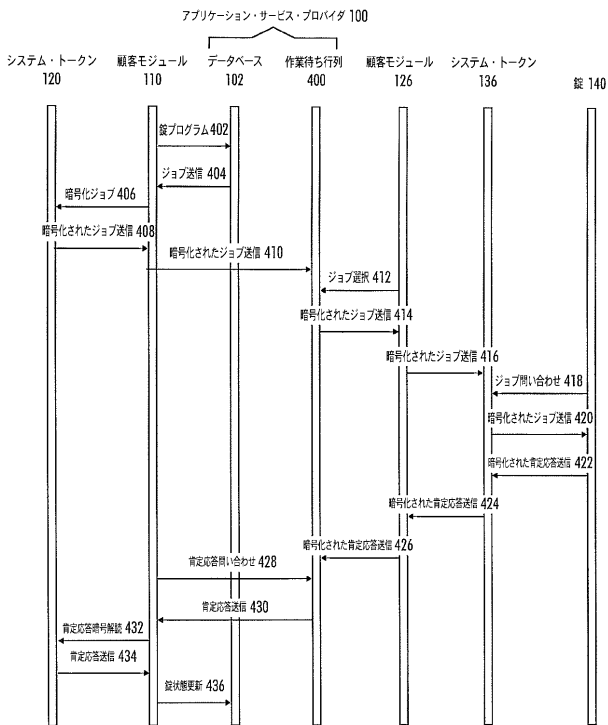 アプリケーション・サービス・プロバイダ 100
システム・トークン 顧客モジュール データベース 作業待ち行列 顧客モジュール システム・トークン
120 110 102 400 126 136 錠 140
錠プログラム 402
ジョブ送信 404
暗号化ジョブ 406
暗号化されたジョブ送信 408
暗号化されたジョブ送信 410
ジョブ選択 412
暗号化されたジョブ送信 414
暗号化されたジョブ送信 416
ジョブ問い合わせ 418
暗号化されたジョブ送信 420
暗号化された肯定応答送信 422
暗号化された肯定応答送信 424
暗号化された肯定応答送信 426
肯定応答問い合わせ 428
肯定応答送信 430
肯定応答暗号解読 432
肯定応答送信 434
錠状態更新 436